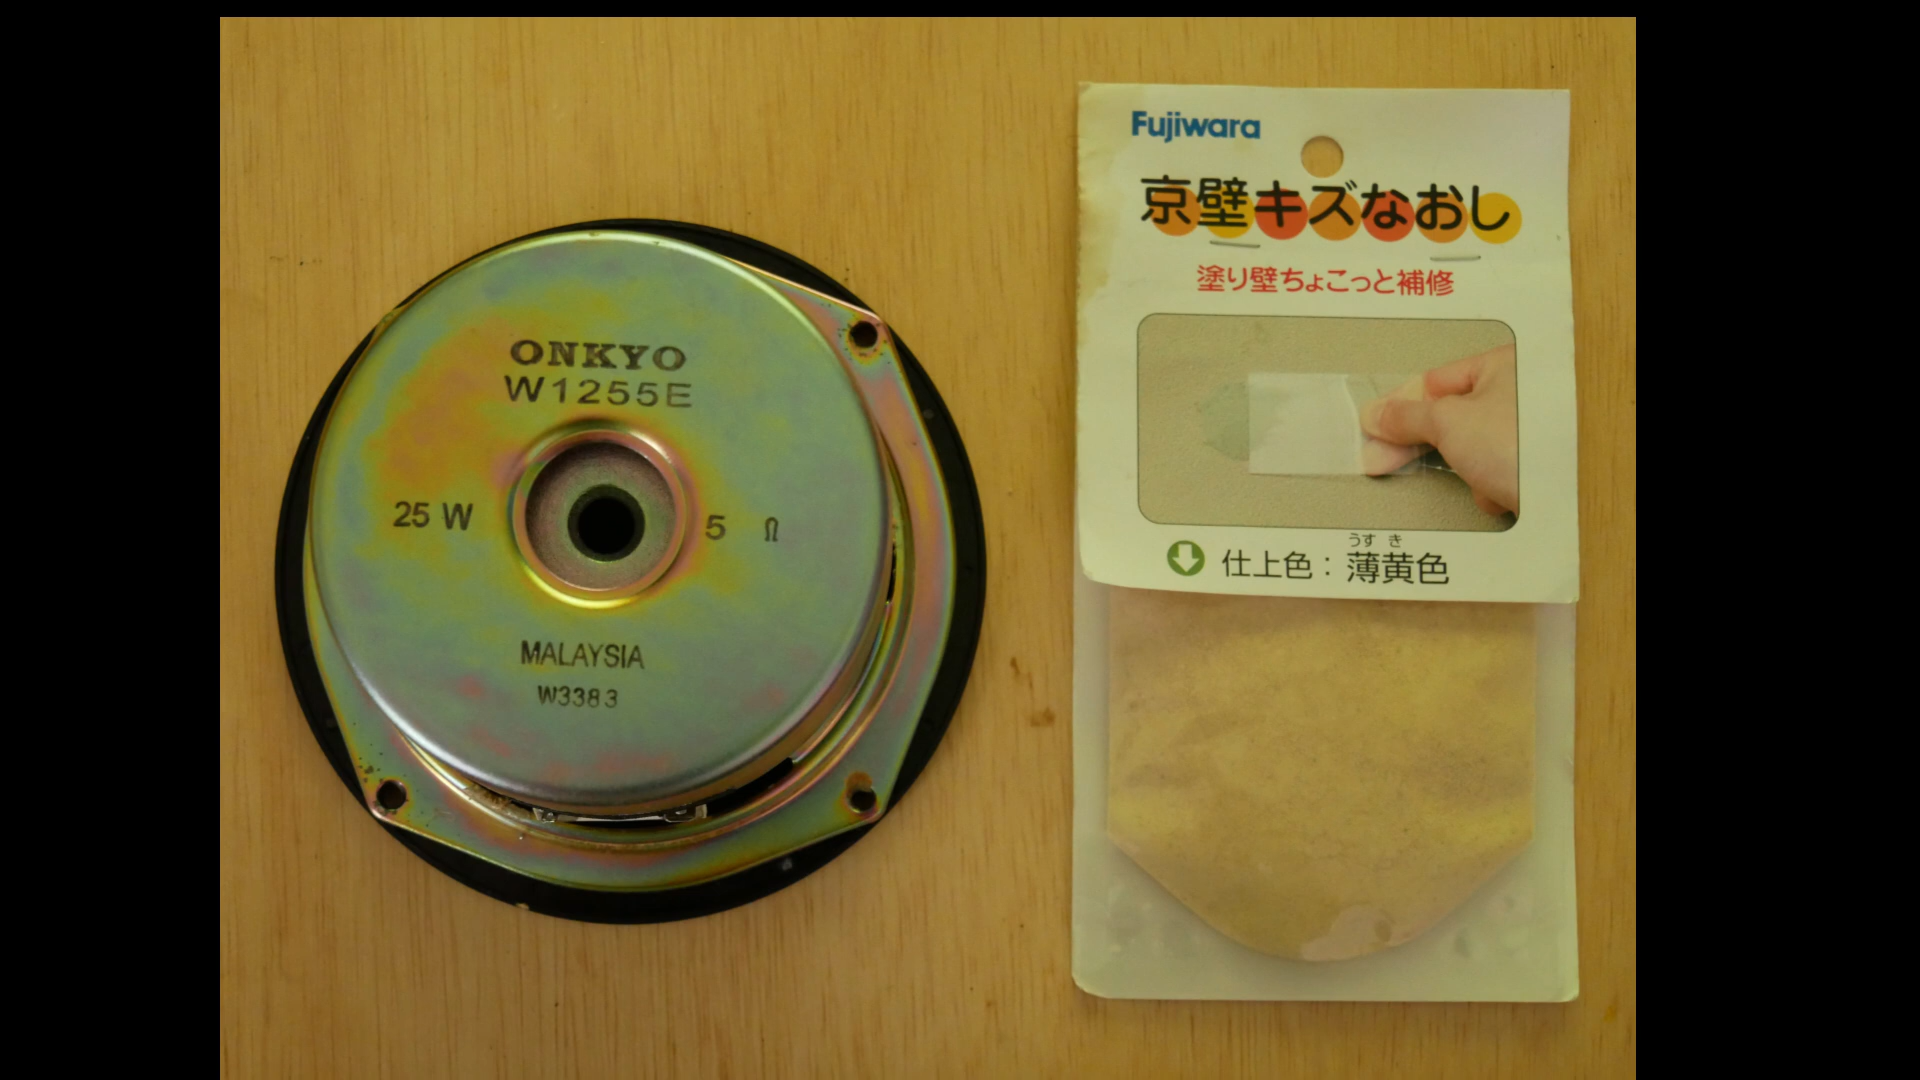 ONKYO
W1255E
25 W
5 Ω
MALAYSIA
W3383
Fujiwara
京壁キズなおし
塗り壁ちょこっと補修
うす き
仕上色：薄黄色